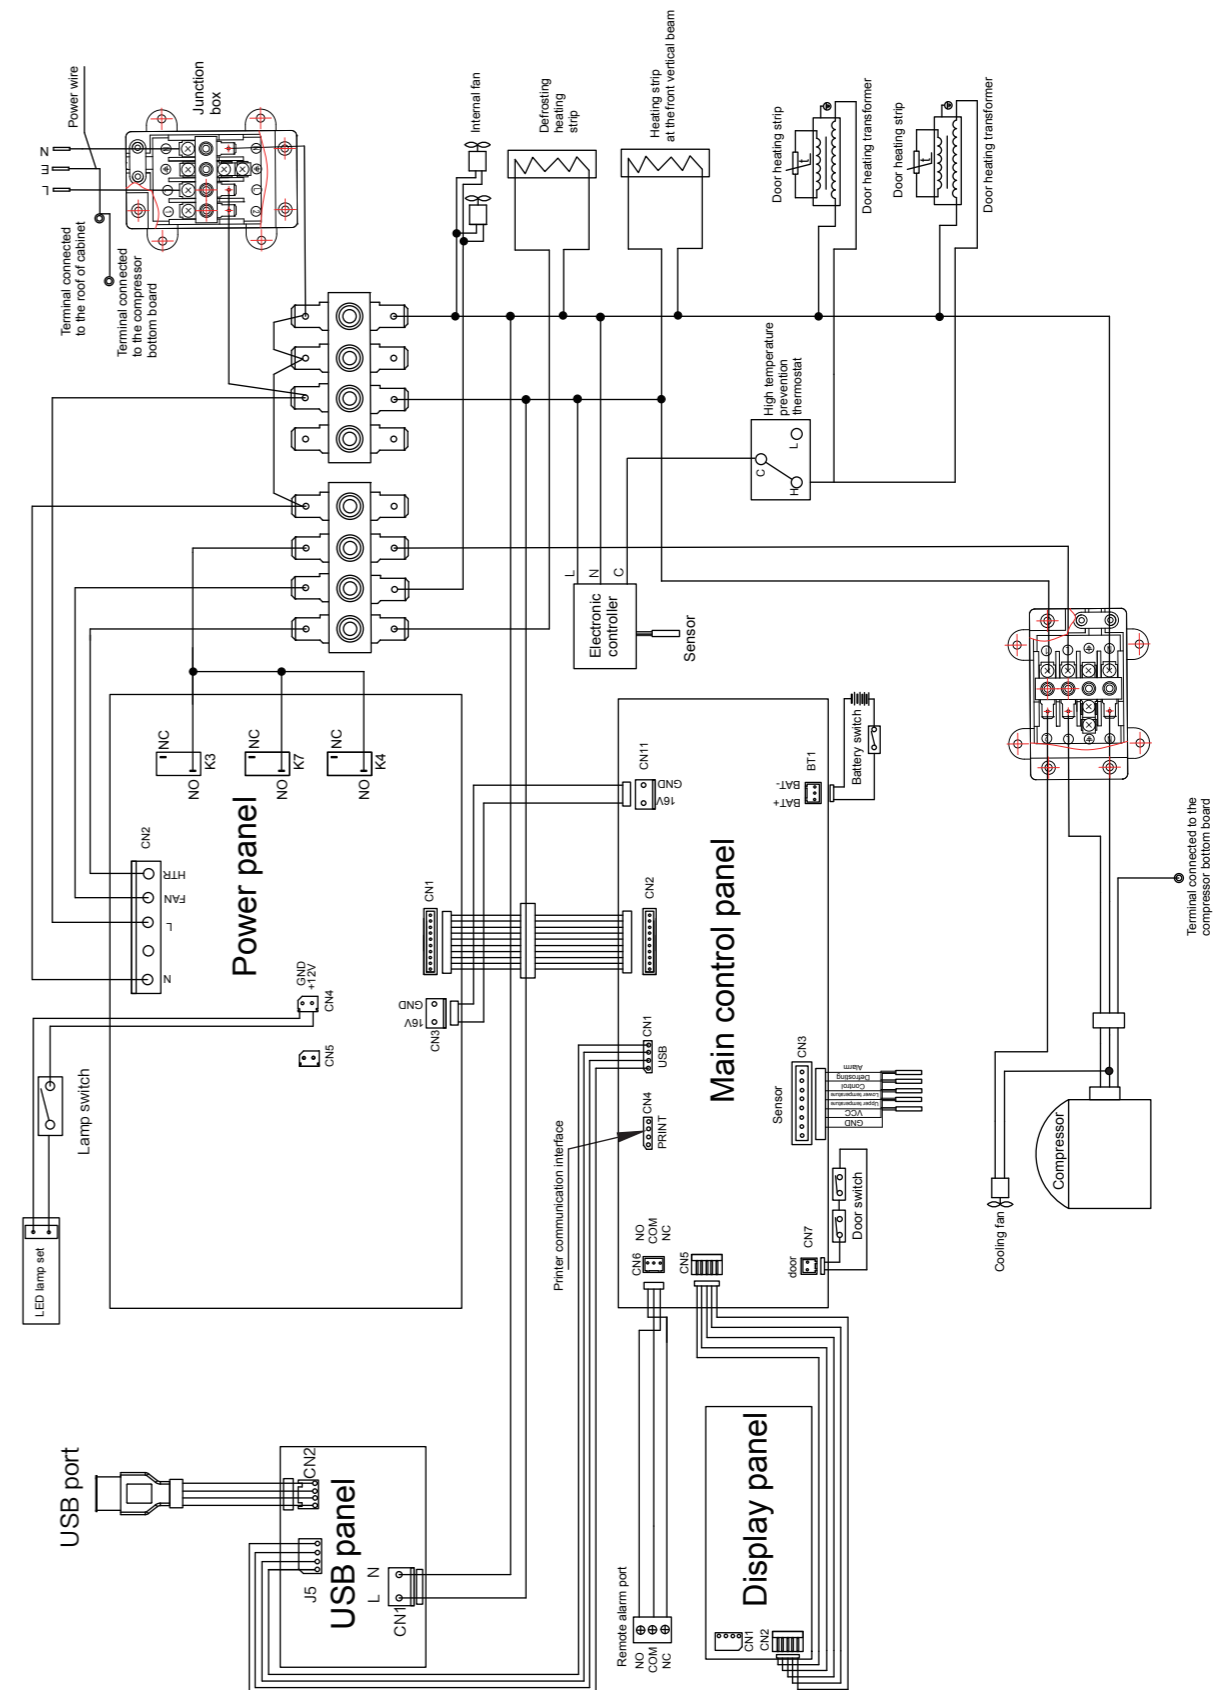 Power wire
Junction
box
N
E
L
N
L
1
N
L
2
Terminal connected
to the roof of cabinet
Terminal connected
to the compressor
bottom board
Internal fan
Defrosting
heating
strip
Heating strip
at the front vertical beam
Door heating strip
Door heating transformer
Door heating strip
Door heating transformer
High temperature
prevention
thermostat
C
L
H
L
N
C
Electronic
controller
Sensor
NC
NO
K3
NC
NO
K7
NC
NO
K4
Power panel
CN2
HTR
FAN
L
N
GND
+12V
CN4
CN5
CN1
GND
16V
CN3
Lamp switch
LED lamp set
Main control panel
CN11
GND
16V
CN2
BT1
BAT-
BAT+
Battery switch
CN1
USB
CN4
PRINT
Printer communication interface
Sensor
CN3
Alarm
Defrosting
Control
Lower temperature
Upper temperature
VCC
GND
NO
COM
NC
CN6
CN5
door
CN7
Door switch
Terminal connected to the
compressor bottom board
Compressor
Cooling fan
USB port
CN2
J5
USB panel
N
L
CN1
Remote alarm port
NO
COM
NC
Display panel
CN1
CN2